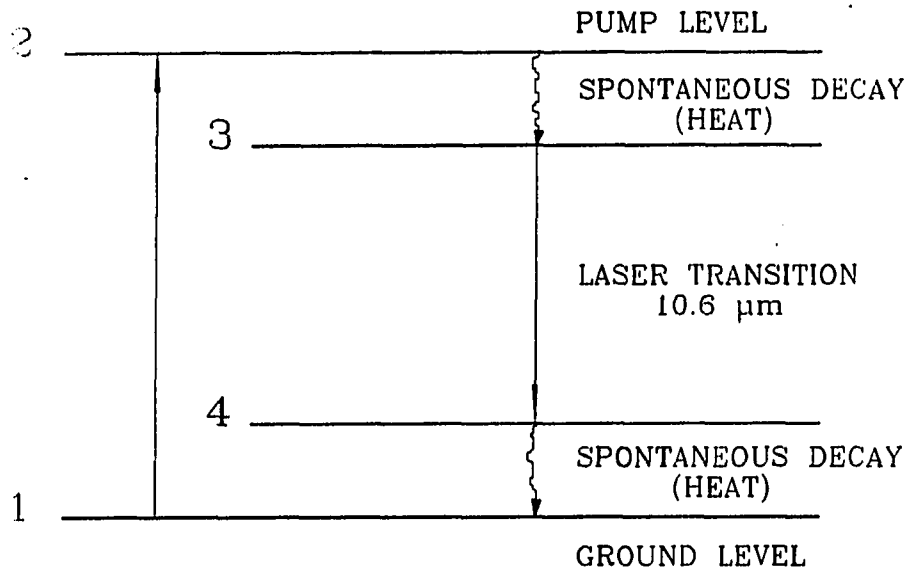 PUMP LEVEL
2
SPONTANEOUS DECAY
(HEAT)
3
LASER TRANSITION
10.6 µm
4
SPONTANEOUS DECAY
(HEAT)
1
GROUND LEVEL